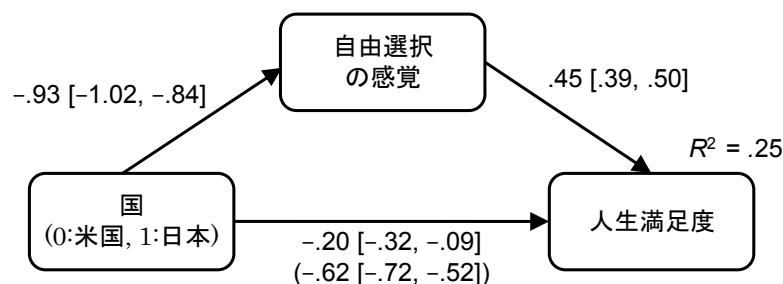 自由選択
の感覚
−.93 [−1.02, −.84]
.45 [.39, .50]
R² = .25
国
(0:米国, 1:日本)
人生満足度
−.20 [−.32, −.09]
(−.62 [−.72, −.52])